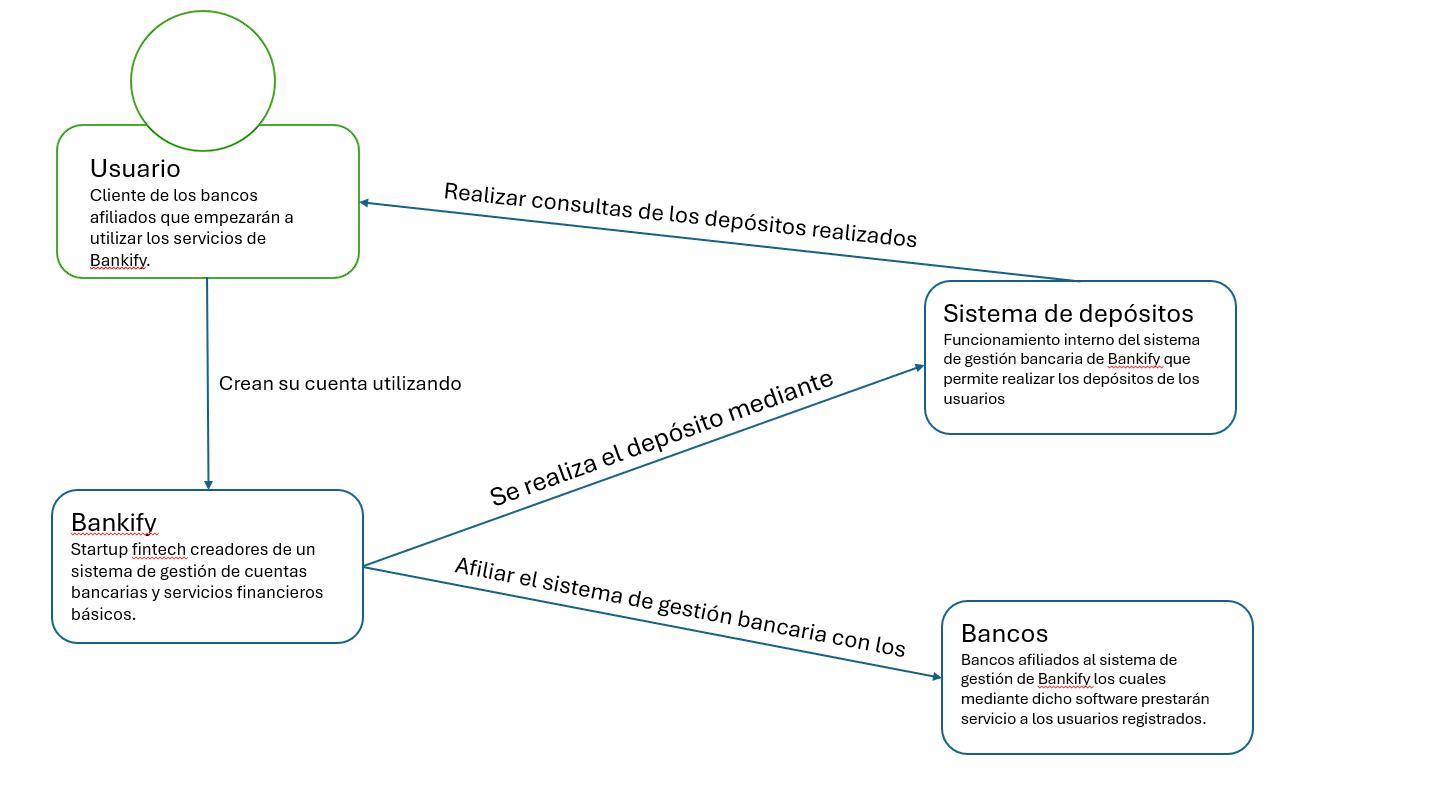 Usuario
Cliente de los bancos
afiliados que empezarán a
utilizar los servicios de
Bankify.
Realizar consultas de los depósitos realizados
Sistema de depósitos
Funcionamiento interno del sistema
de gestión bancaria de Bankify que
permite realizar los depósitos de los
usuarios
Crean su cuenta utilizando
Se realiza el depósito mediante
Bankify
Startup fintech creadores de un
sistema de gestión de cuentas
bancarias y servicios financieros
básicos.
Afiliar el sistema de gestión bancaria con los
Bancos
Bancos afiliados al sistema de
gestión de Bankify los cuales
mediante dicho software prestarán
servicio a los usuarios registrados.